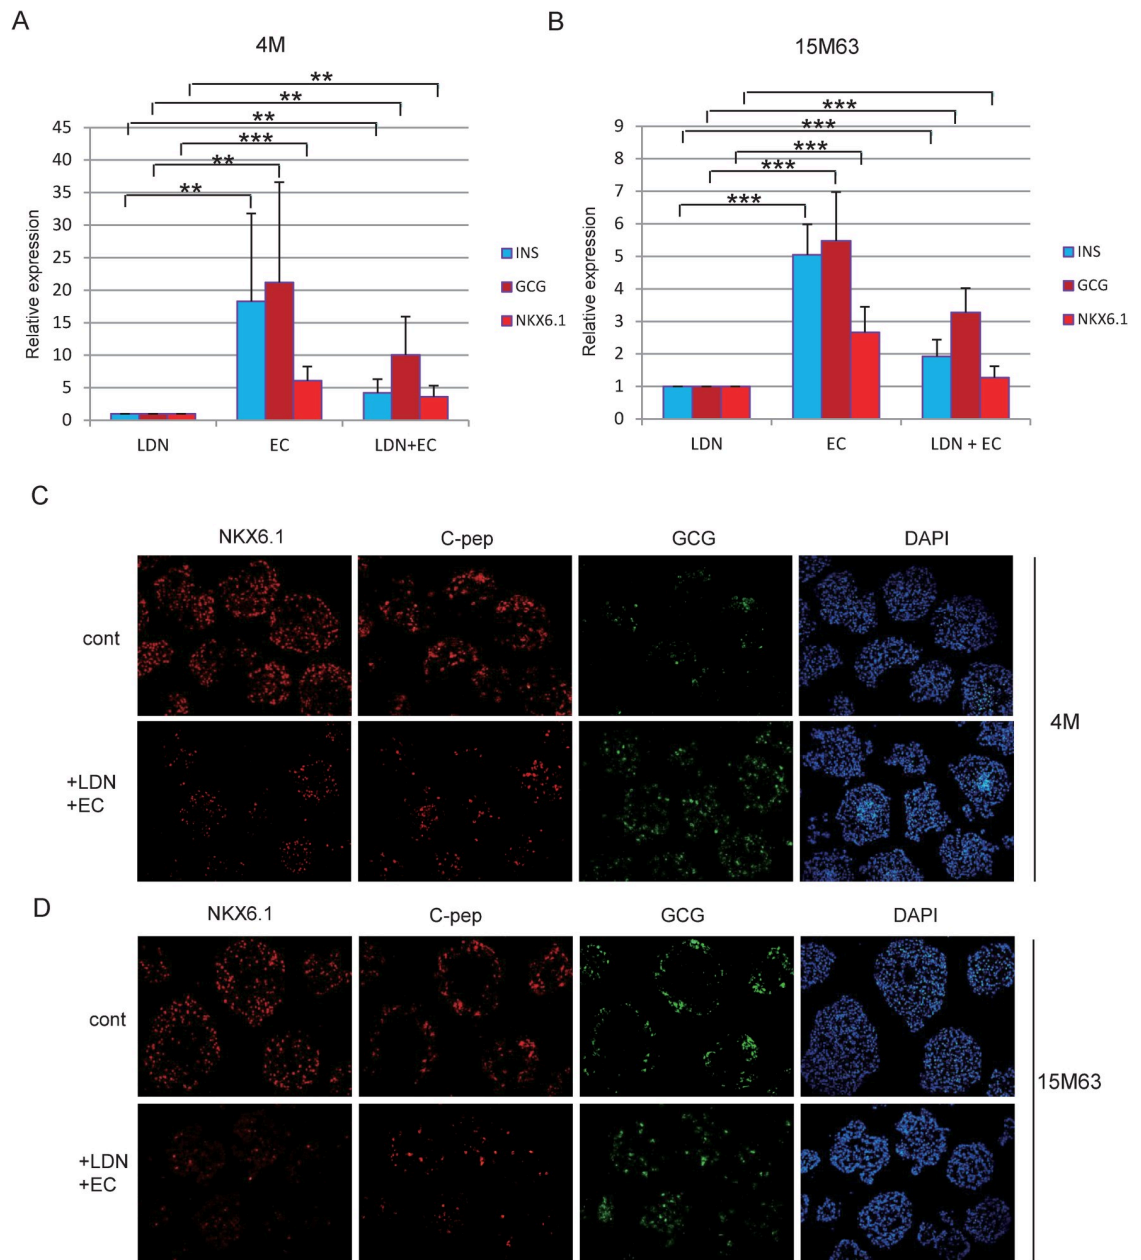 A
4M
**
**
**
***
**
**
45
40
35
30
25
20
15
10
5
0
Relative expression
LDN
EC
LDN+EC
INS
GCG
NKX6.1
B
15M63
***
***
***
***
***
9
8
7
6
5
4
3
2
1
0
Relative expression
LDN
EC
LDN + EC
INS
GCG
NKX6.1
C
NKX6.1
C-pep
GCG
DAPI
cont
+LDN
+EC
4M
D
NKX6.1
C-pep
GCG
DAPI
cont
+LDN
+EC
15M63